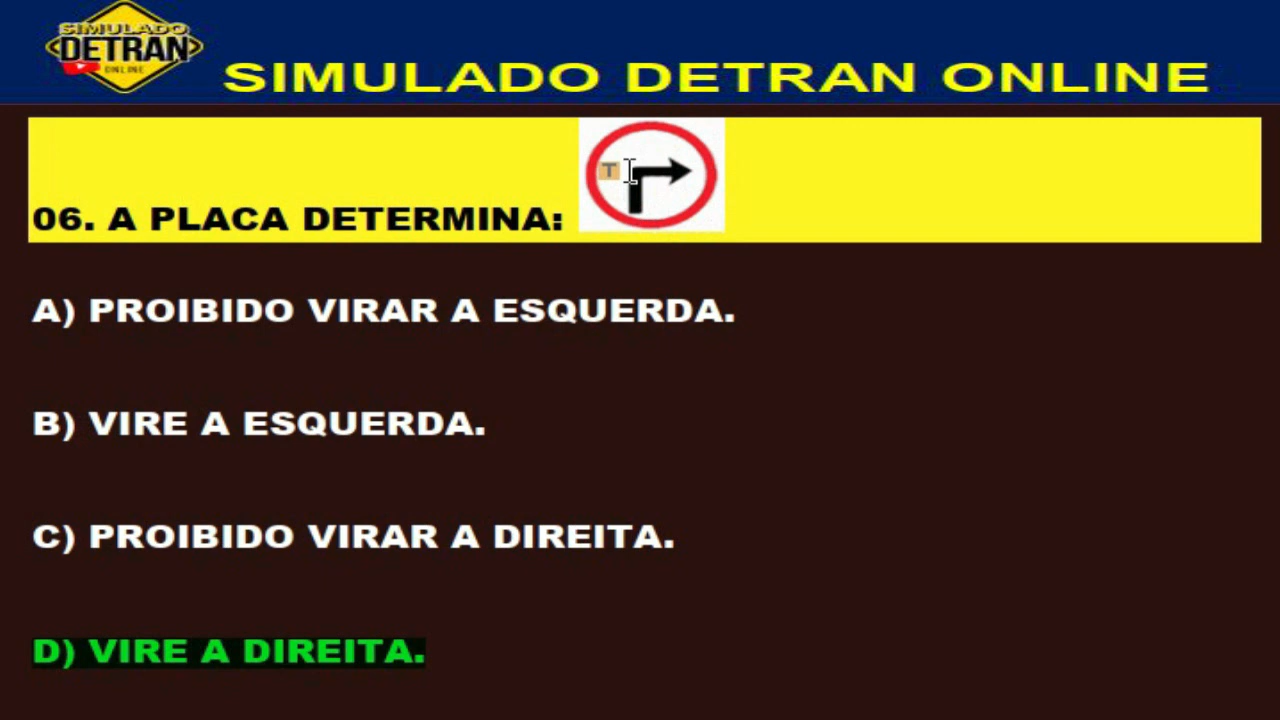 SIMULADO
DETRAN
ONLINE
SIMULADO DETRAN ONLINE
T
06. A PLACA DETERMINA:
A) PROIBIDO VIRAR A ESQUERDA.
B) VIRE A ESQUERDA.
C) PROIBIDO VIRAR A DIREITA.
D) VIRE A DIREITA.